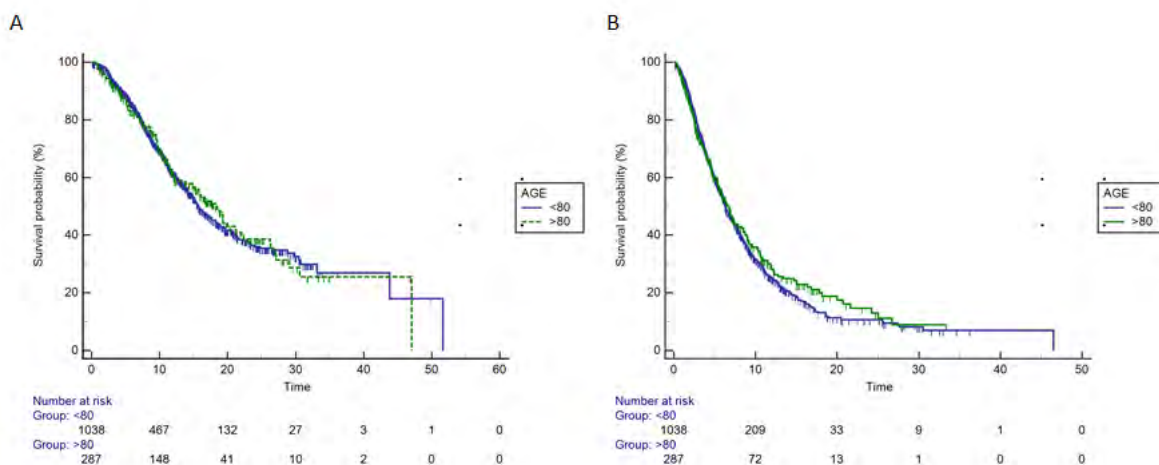 A
100
80
60
40
20
0
Survival probability (%)
0 10 20 30 40 50 60
Time
AGE
<80
>80
Number at risk
Group: <80
1038 467 132 27 3 1 0
Group: >80
287 148 41 10 2 0 0
B
100
80
60
40
20
0
Survival probability (%)
0 10 20 30 40 50
Time
AGE
<80
>80
Number at risk
Group: <80
1038 209 33 9 1 0
Group: >80
287 72 13 1 0 0